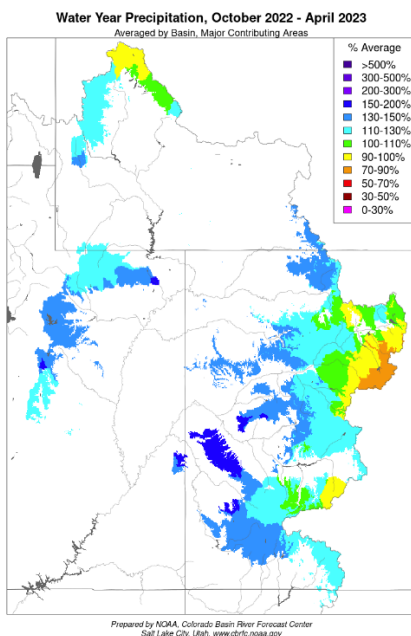 Water Year Precipitation, October 2022 - April 2023
Averaged by Basin, Major Contributing Areas
% Average
>500%
300-500%
200-300%
150-200%
130-150%
110-130%
100-110%
90-100%
70-90%
50-70%
30-50%
0-30%
Prepared by NOAA, Colorado Basin River Forecast Center
Salt Lake City, Utah, www.cbrfc.noaa.gov